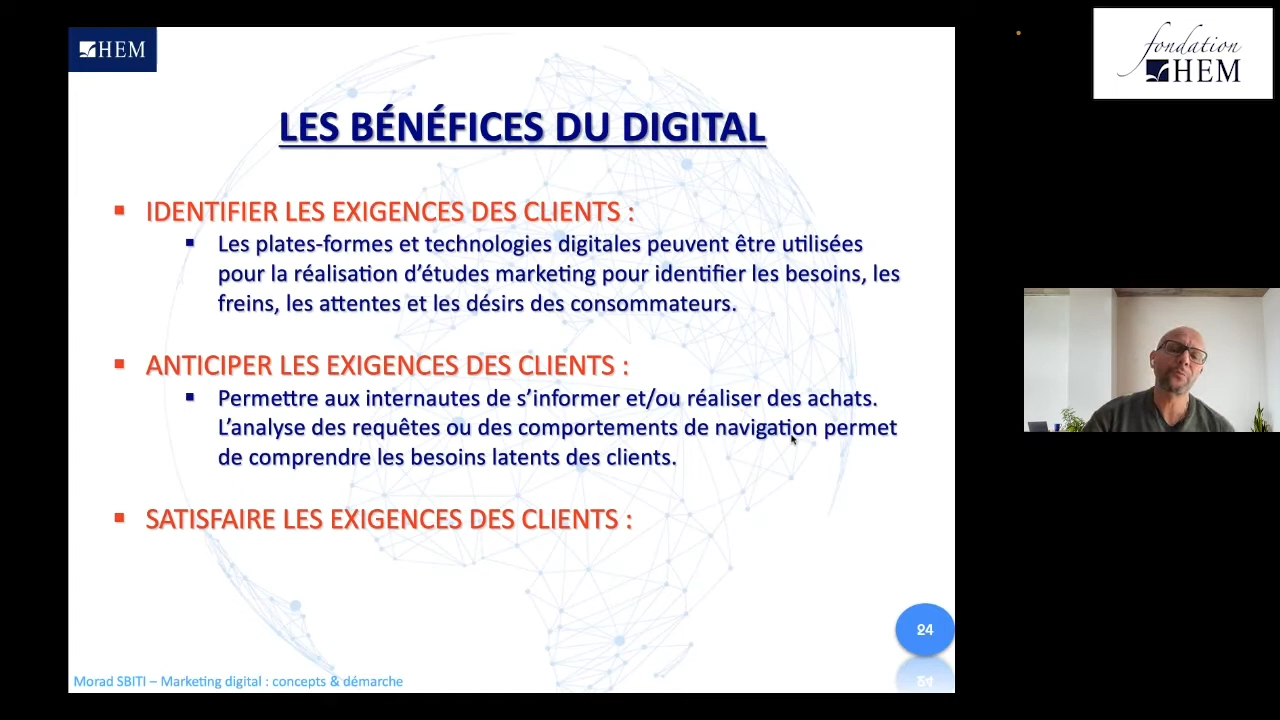 HEM
fondation
HEM
LES BÉNÉFICES DU DIGITAL
▪ IDENTIFIER LES EXIGENCES DES CLIENTS :
▪ Les plates-formes et technologies digitales peuvent être utilisées
pour la réalisation d’études marketing pour identifier les besoins, les
freins, les attentes et les désirs des consommateurs.
▪ ANTICIPER LES EXIGENCES DES CLIENTS :
▪ Permettre aux internautes de s’informer et/ou réaliser des achats.
L’analyse des requêtes ou des comportements de navigation permet
de comprendre les besoins latents des clients.
▪ SATISFAIRE LES EXIGENCES DES CLIENTS :
24
Morad SBITI – Marketing digital : concepts & démarche